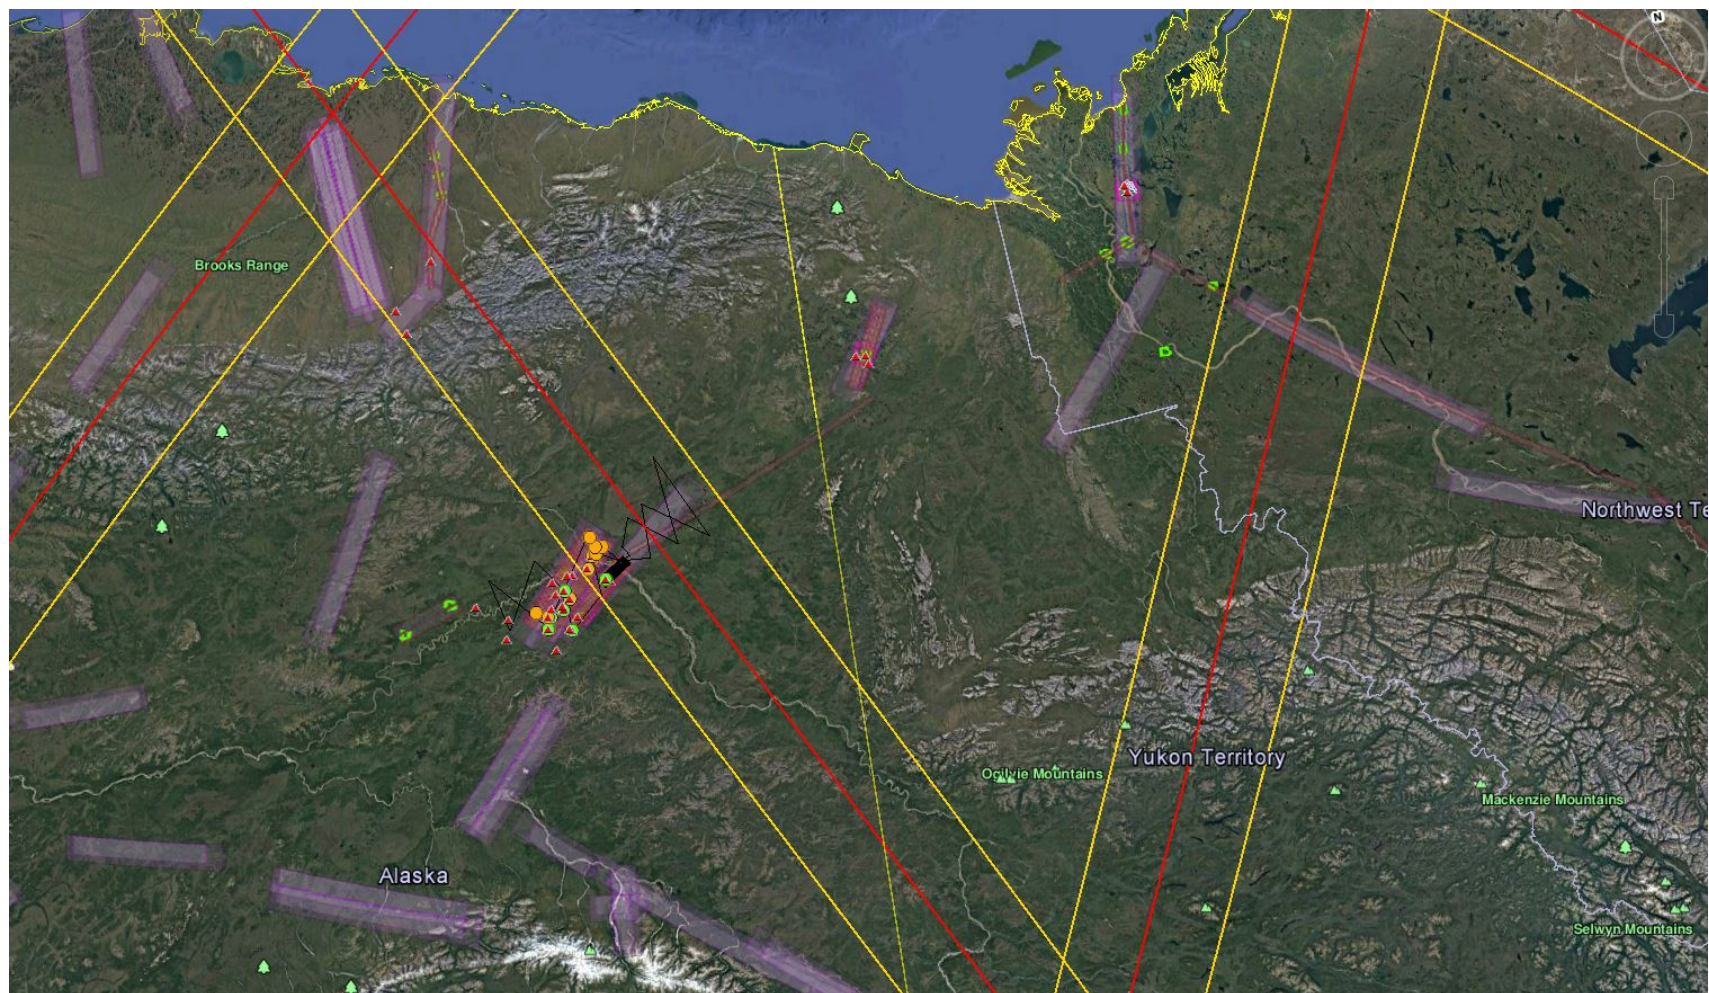 N
Brooks Range
Northwest Te
Yukon Territory
Ogilvie Mountains
Mackenzie Mountains
Alaska
Selwyn Mountains